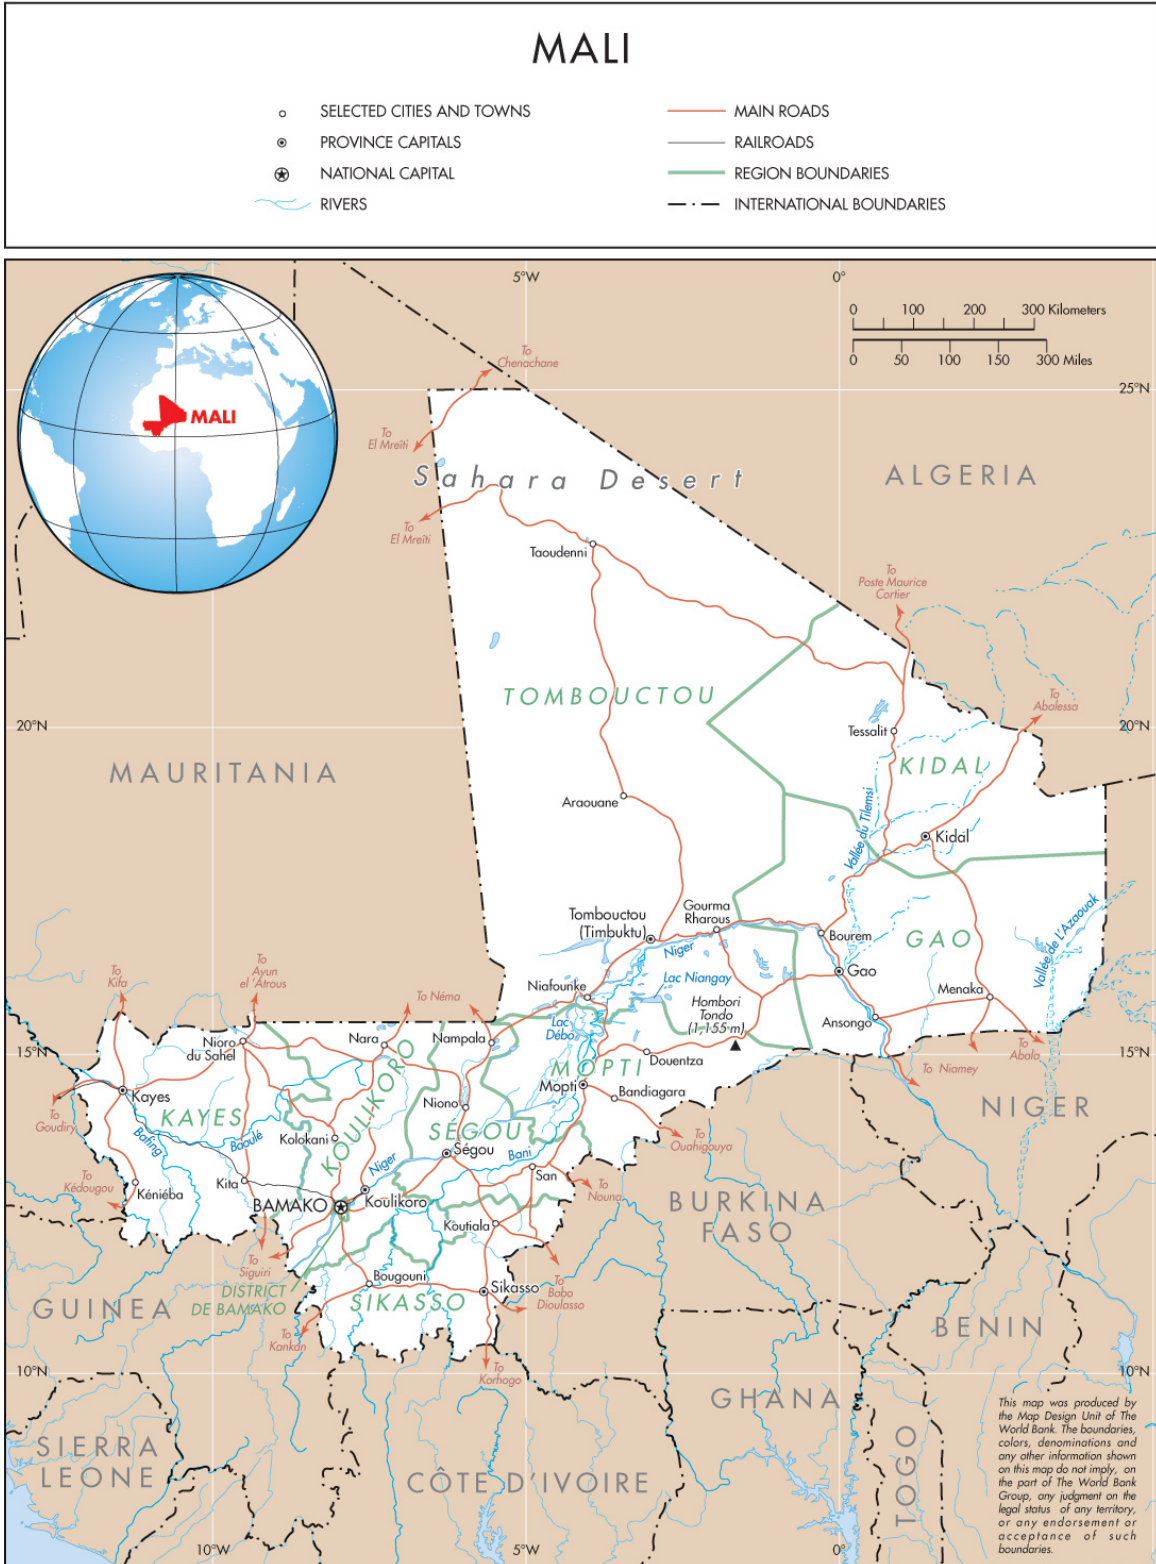 MALI
SELECTED CITIES AND TOWNS
PROVINCE CAPITALS
NATIONAL CAPITAL
RIVERS
MAIN ROADS
RAILROADS
REGION BOUNDARIES
INTERNATIONAL BOUNDARIES
5°W
0°
0 100 200 300 Kilometers
0 50 100 150 300 Miles
MALI
To
Chenachane
25°N
To
El Mreïti
Sahara Desert
ALGERIA
To
El Mreïti
Taoudenni
To
Poste Maurice
Cortier
TOMBOUCTOU
To
Abalessa
20°N
20°N
Tessalit
MAURITANIA
KIDAL
Araouane
Vallée du Tilemsi
Kidal
Tombouctou
(Timbuktu)
Gourma
Rharous
Niger
Bourem
GAO
Vallée de L'Azaouak
To
Kifa
To
Ayun
el 'Atrous
To Néma
Niafounke
Lac Niangay
Gao
Menaka
Hombori
Tondo
(1,155 m)
Ansongo
Lac
Débo
Nioro
du Sahel
Nara
Nampala
15°N
15°N
To
Abala
Douentza
MOPTI
To Niamey
Kayes
KAYES
KOULIKORO
Mopti
Bandiagara
NIGER
To
Goudiry
Niono
SÉGOU
To
Ouahigouya
Bafing
Baoulé
Kolokani
Ségou
Niger
Bani
San
To
Kédougou
Kéniéba
Kita
BAMAKO
Koulikoro
To
Nouna
BURKINA
FASO
Koutiala
To
Siguiri
DISTRICT
DE BAMAKO
Bougouni
Sikasso
To
Bobo
Dioulasso
SIKASSO
GUINEA
To
Kankan
BENIN
10°N
To
Korhogo
10°N
GHANA
SIERRA
LEONE
CÔTE D'IVOIRE
TOGO
This map was produced by
the Map Design Unit of The
World Bank. The boundaries,
colors, denominations and
any other information shown
on this map do not imply, on
the part of The World Bank
Group, any judgment on the
legal status of any territory,
or any endorsement or
acceptance of such
boundaries.
10°W
5°W
0°